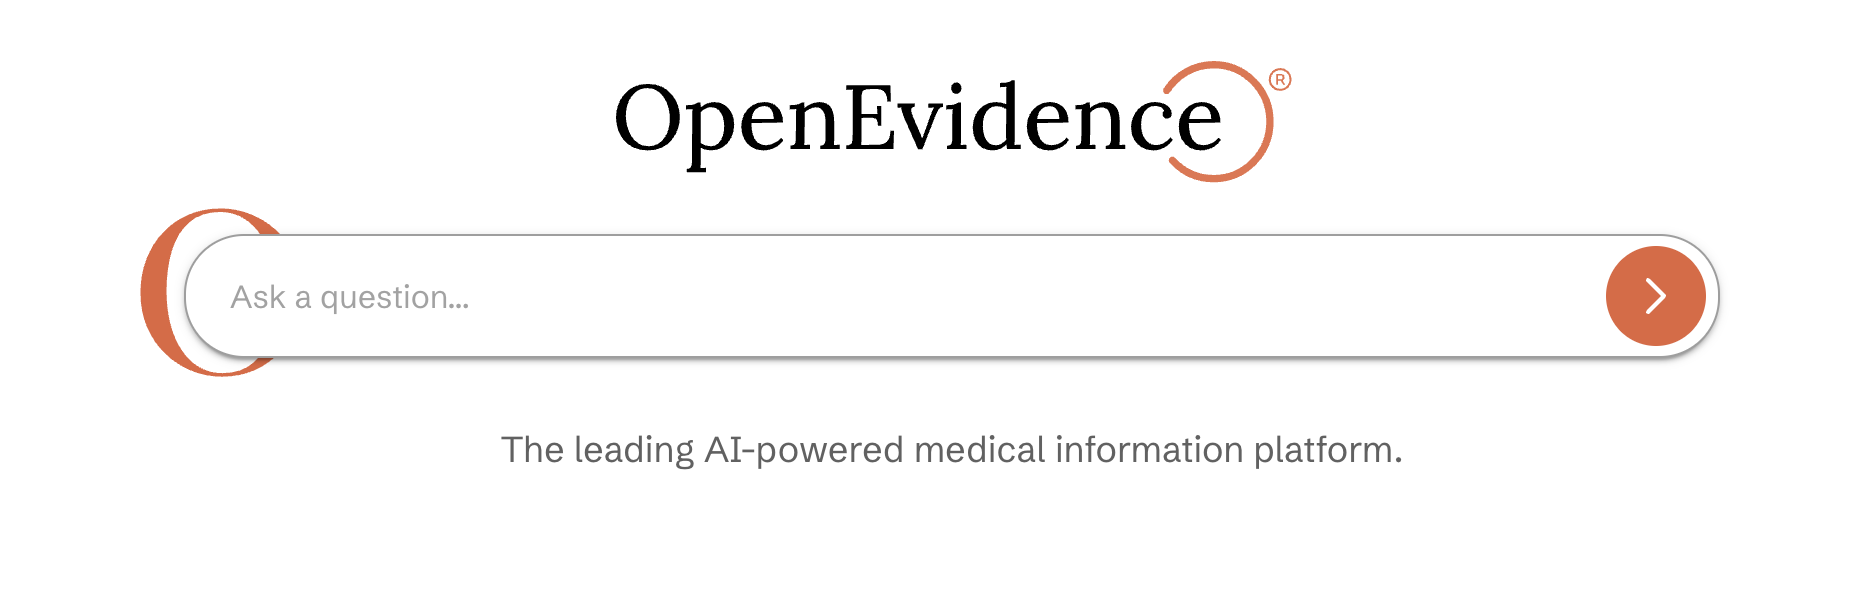 OpenEvidence®
Ask a question...
The leading AI-powered medical information platform.